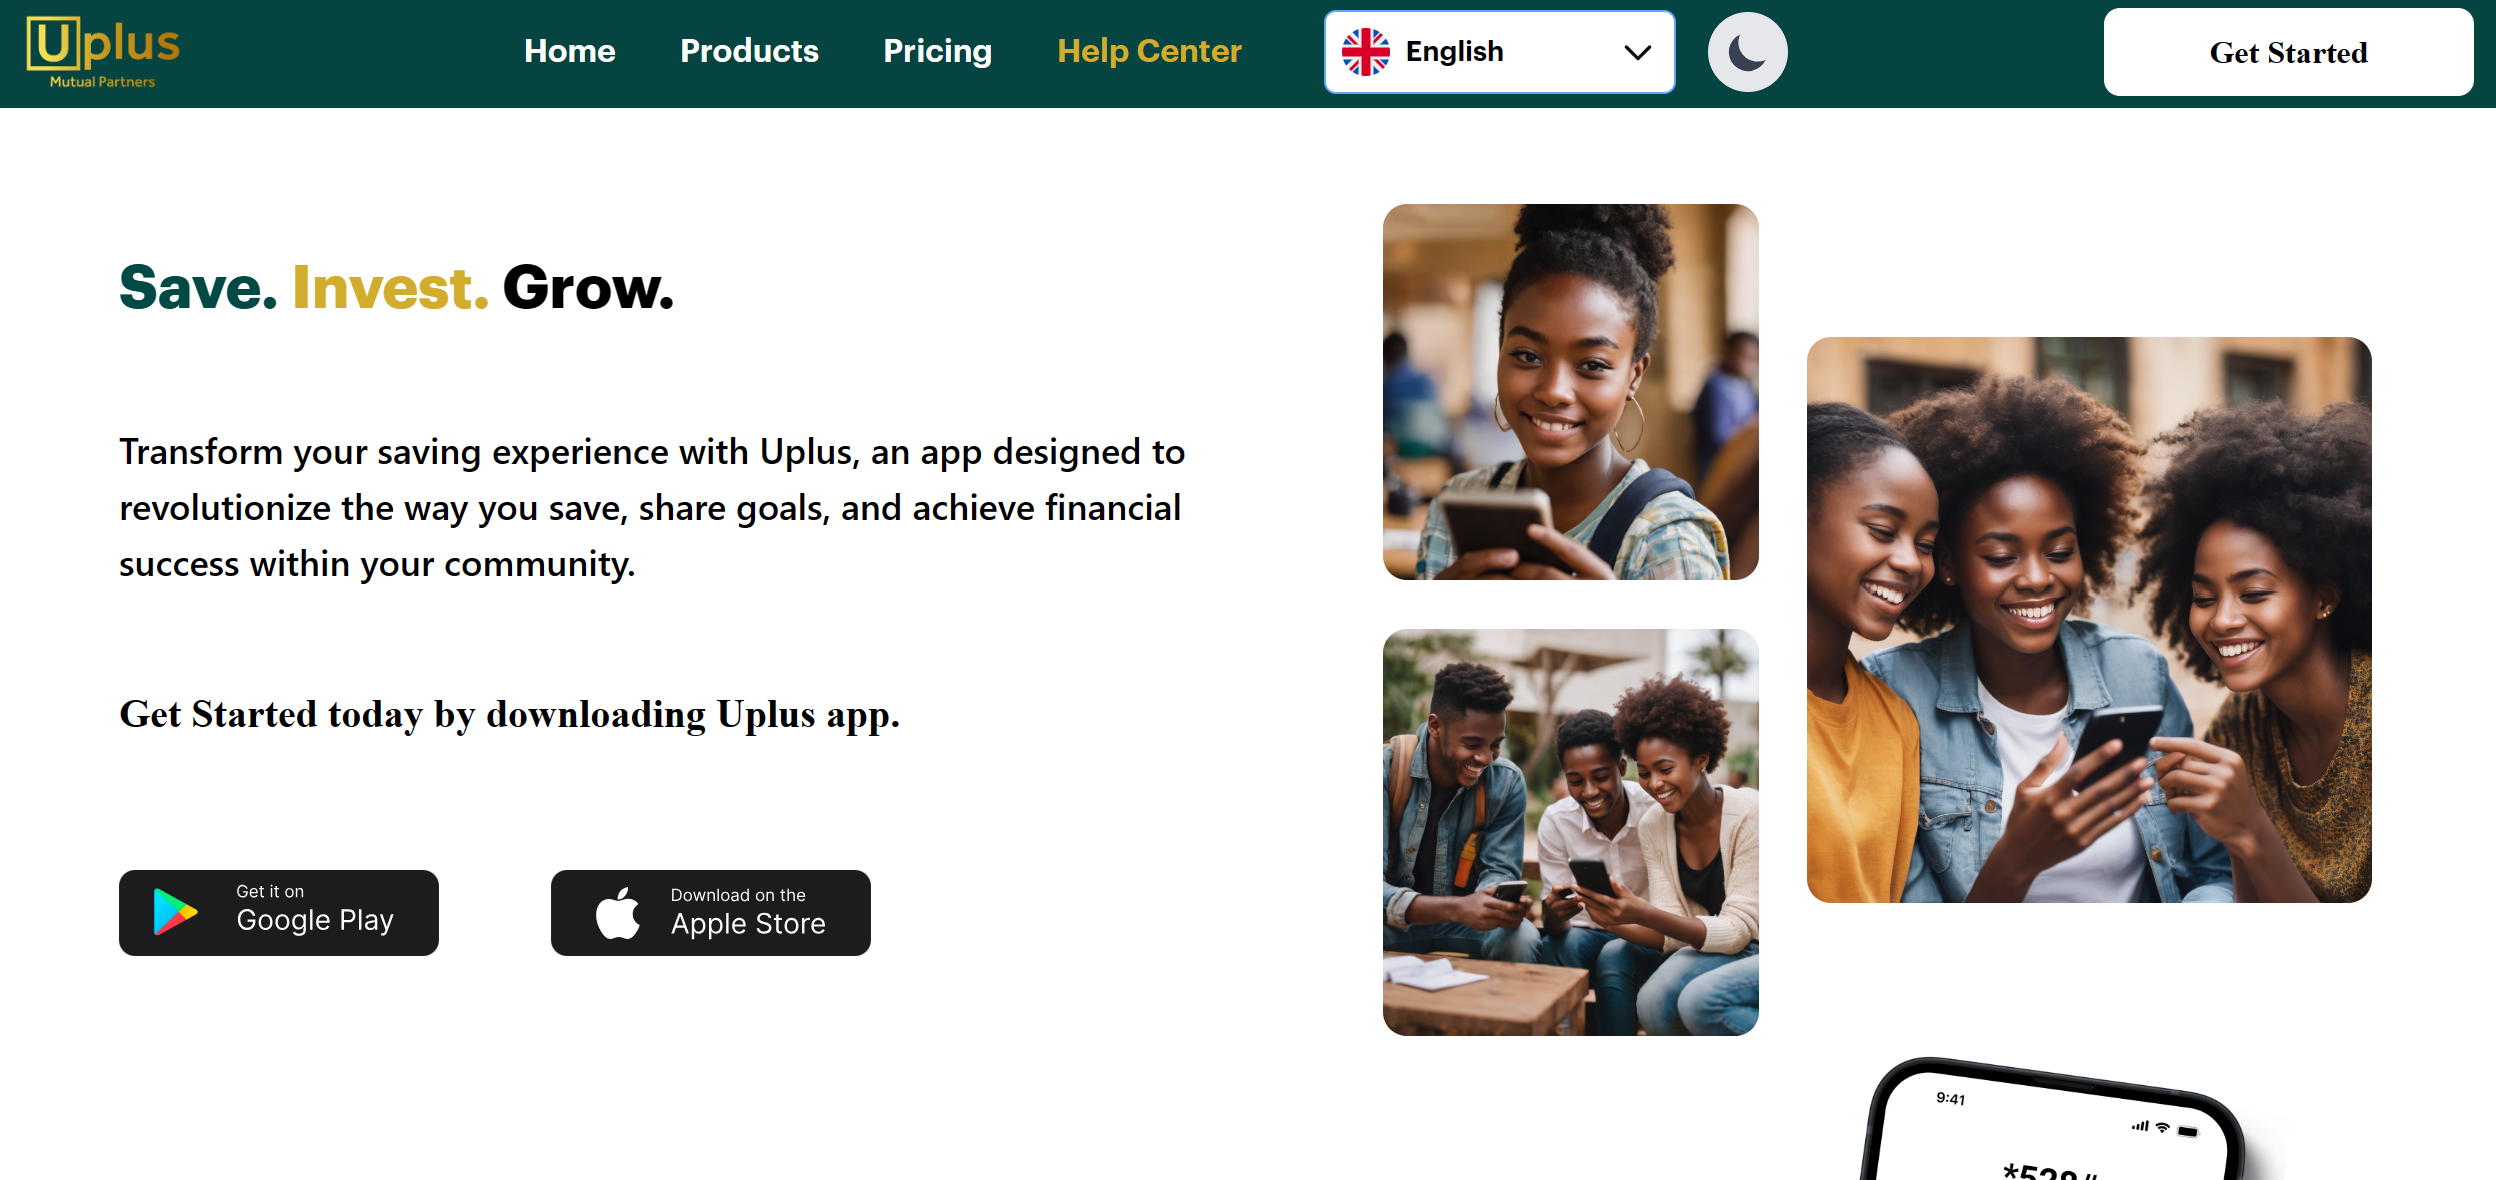 Uplus
Mutual Partners
Home
Products
Pricing
Help Center
English
Get Started
Save. Invest. Grow.
Transform your saving experience with Uplus, an app designed to
revolutionize the way you save, share goals, and achieve financial
success within your community.
Get Started today by downloading Uplus app.
Get it on
Google Play
Download on the
Apple Store
9:41
*528#